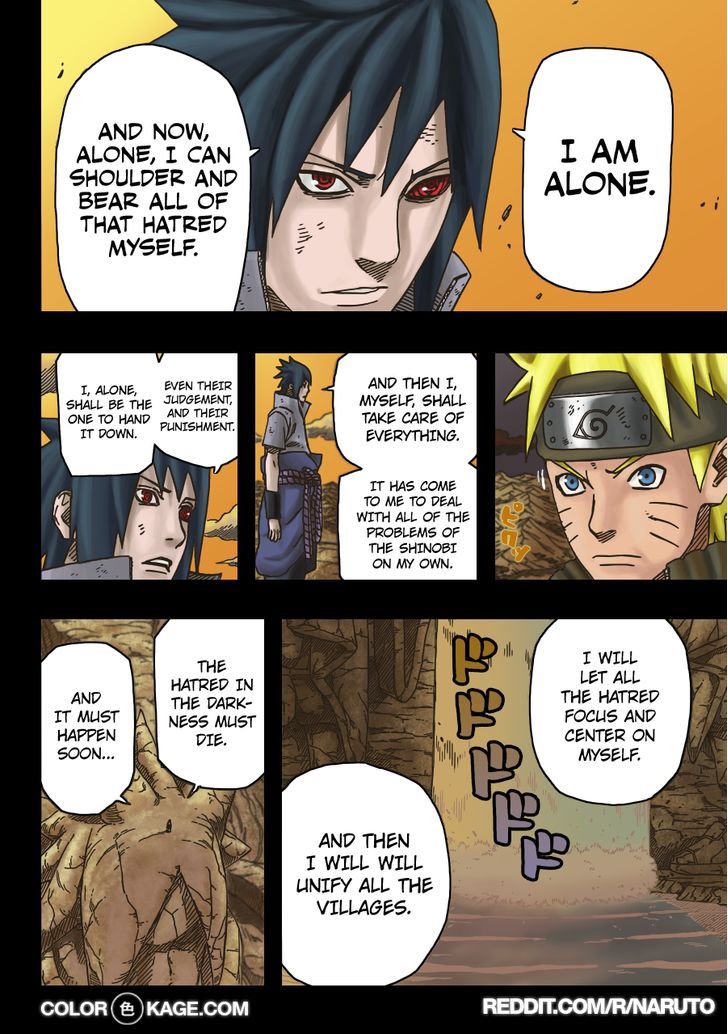 I AM
ALONE.
AND NOW,
ALONE, I CAN
SHOULDER AND
BEAR ALL OF
THAT HATRED
MYSELF.
ピクッ
AND THEN I,
MYSELF, SHALL
TAKE CARE OF
EVERYTHING.
IT HAS COME
TO ME TO DEAL
WITH ALL OF THE
PROBLEMS OF
THE SHINOBI
ON MY OWN.
EVEN THEIR
JUDGEMENT,
AND THEIR
PUNISHMENT.
I, ALONE,
SHALL BE THE
ONE TO HAND
IT DOWN.
I WILL
LET ALL
THE HATRED
FOCUS AND
CENTER ON
MYSELF.
ドドドドド
AND THEN
I WILL WILL
UNIFY ALL THE
VILLAGES.
THE
HATRED IN
THE DARK-
NESS MUST
DIE.
AND
IT MUST
HAPPEN
SOON...
COLOR 色 KAGE.COM
REDDIT.COM/R/NARUTO